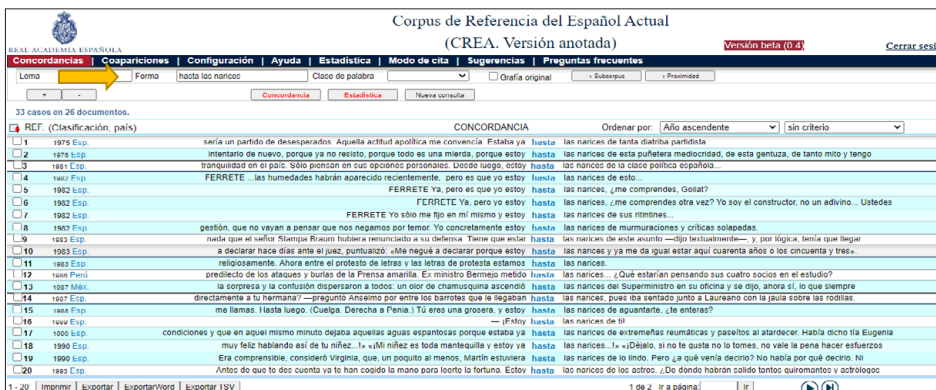 Corpus de Referencia del Español Actual
(CREA. Versión anotada)
Versión beta (0.4)
Cerrar sesi
REAL ACADEMIA ESPAÑOLA
Concordancias | Coapariciones | Configuración | Ayuda | Estadística | Modo de cita | Sugerencias | Preguntas frecuentes
Lema Forma hasta las narices Clase de palabra Grafía original Subcorpus Proximidad
+ - Concordancia Estadística Nueva consulta
33 casos en 26 documentos.
REF. (Clasificación, país) CONCORDANCIA Ordenar por: Año ascendente sin criterio
1 1975 Esp. sería un partido de desesperados. Aquella actitud apolítica me convencía. Estaba ya hasta las narices de tanta diatriba partidista
2 1976 Esp. intentarlo de nuevo, porque ya no resisto, porque todo es una mierda, porque estoy hasta las narices de esta puñetera mediocridad, de esta gentuza, de tanto mito y tengo
3 1981 Esp. tranquilidad en el país. Sólo piensan en sus opciones personales. Desde luego, estoy hasta las narices de la clase política española...
4 1982 Esp. FERRETE ...las humedades habrán aparecido recientemente, pero es que yo estoy hasta las narices de esto...
5 1982 Esp. FERRETE Ya, pero es que yo estoy hasta las narices, ¿me comprendes, Goliat?
6 1982 Esp. FERRETE Ya, pero yo estoy hasta las narices, ¿me comprendes otra vez? Yo soy el constructor, no un adivino... Ustedes
7 1982 Esp. FERRETE Yo sólo me fijo en mí mismo y estoy hasta las narices de sus ritintines...
8 1982 Esp. gestión, que no vayan a pensar que nos negamos por temor. Yo concretamente estoy hasta las narices de murmuraciones y críticas solapadas.
9 1983 Esp. nada que el señor Stampa Braum hubiera renunciado a su defensa. Tiene que estar hasta las narices de este asunto —dijo textualmente—, y, por lógica, tenía que llegar
10 1983 Esp. a declarar hace días ante el juez, puntualizó: «Me negué a declarar porque estoy hasta las narices y ya me da igual estar aquí cuarenta años o los cincuenta y tres».
11 1983 Esp. religiosamente. Ahora entre el protesto de letras y las letras de protesta estamos hasta las narices.
12 1986 Perú predilecto de los ataques y burlas de la Prensa amarilla. Ex ministro Bermejo metido hasta las narices... ¿Qué estarían pensando sus cuatro socios en el estudio?
13 1987 Méx. la sorpresa y la confusión dispersaron a todos: un olor de chamusquina ascendió hasta las narices del Superministro en su oficina y se dijo, ahora sí, lo que siempre
14 1987 Esp. directamente a tu hermana? —preguntó Anselmo por entre los barrotes que le llegaban hasta las narices, pues iba sentado junto a Laureano con la jaula sobre las rodillas.
15 1988 Esp. me llamas. Hasta luego. (Cuelga. Derecha a Penia.) Tú eres una grosera, y estoy hasta las narices de aguantarte, ¿te enteras?
16 1989 Esp. — ¡Estoy hasta las narices de ti!
17 1990 Esp. condiciones y que en aquel mismo minuto dejaba aquellas aguas espantosas porque estaba ya hasta las narices de extremeñas reumáticas y paseítos al atardecer. Había dicho tía Eugenia
18 1990 Esp. muy feliz hablando así de tu niñez...!» «¡Mi niñez es toda mantequilla y estoy ya hasta las narices...!» «¡Déjalo, si no te gusta no lo tomes, no vale la pena hacer esfuerzos
19 1990 Esp. Era comprensible, consideró Virginia, que, un poquito al menos, Martín estuviera hasta las narices de lo lindo. Pero ¿a qué venía decirlo? No había por qué decirlo. Ni
20 1993 Esp. Antes de que te dos cuenta ya te han cogido la mano para leerte la fortuna. Estoy hasta las narices de los astros. ¿De dónde habrán salido tantos quiromantes y astrólogos
1 - 20 Imprimir Exportar ExportarWord Exportar TSV 1 de 2 Ir a página: Ir